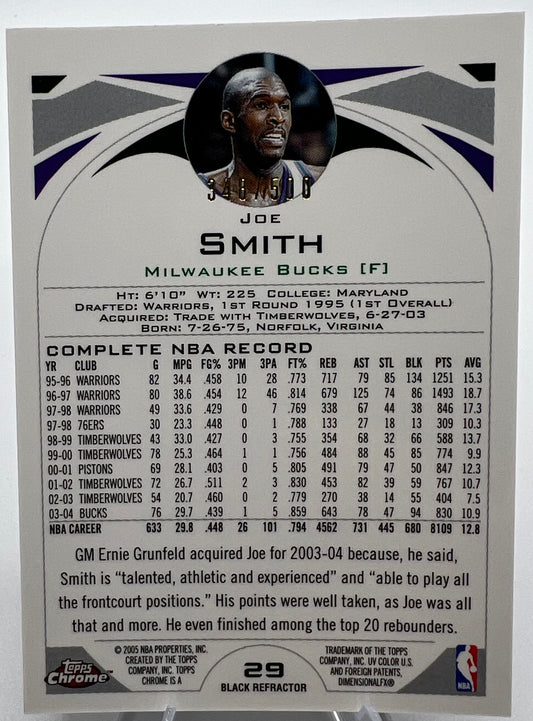 348/500
JOE
SMITH
MILWAUKEE BUCKS [F]
HT: 6'10" WT: 225 COLLEGE: MARYLAND
DRAFTED: WARRIORS, 1ST ROUND 1995 (1ST OVERALL)
ACQUIRED: TRADE WITH TIMBERWOLVES, 6-27-03
BORN: 7-26-75, NORFOLK, VIRGINIA
COMPLETE NBA RECORD
YR CLUB G MPG FG% 3PM 3PA FT% REB AST STL BLK PTS AVG
95-96 WARRIORS 82 34.4 .458 10 28 .773 717 79 85 134 1251 15.3
96-97 WARRIORS 80 38.6 .454 12 46 .814 679 125 74 86 1493 18.7
97-98 WARRIORS 49 33.6 .429 0 7 .769 338 67 44 38 846 17.3
97-98 76ERS 30 23.3 .448 0 1 .788 133 27 18 13 309 10.3
98-99 TIMBERWOLVES 43 33.0 .427 0 3 .755 354 68 32 66 588 13.7
99-00 TIMBERWOLVES 78 25.3 .464 1 1 .756 484 88 45 85 774 9.9
00-01 PISTONS 69 28.1 .403 0 5 .805 491 79 47 50 847 12.3
01-02 TIMBERWOLVES 72 26.7 .511 2 3 .830 453 82 39 59 767 10.7
02-03 TIMBERWOLVES 54 20.7 .460 0 2 .779 270 38 14 55 404 7.5
03-04 BUCKS 76 29.7 .439 1 5 .859 643 78 47 94 830 10.9
NBA CAREER 633 29.8 .448 26 101 .794 4562 731 445 680 8109 12.8
GM Ernie Grunfeld acquired Joe for 2003-04 because, he said,
Smith is "talented, athletic and experienced" and "able to play all
the frontcourt positions." His points were well taken, as Joe was all
that and more. He even finished among the top 20 rebounders.
Topps
Chrome
© 2005 NBA PROPERTIES, INC.
CREATED BY THE TOPPS
COMPANY, INC. TOPPS
CHROME IS A
29
BLACK REFRACTOR
TRADEMARK OF THE TOPPS
COMPANY, INC. UV COLOR U.S.
AND FOREIGN PATENTS,
DIMENSIONALFX®
NBA